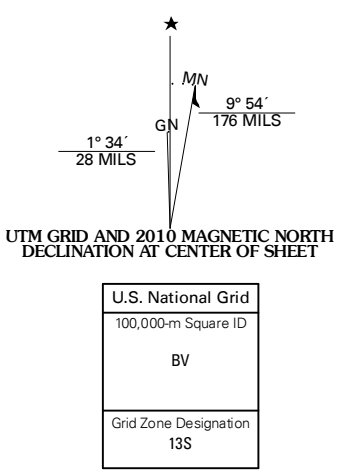 ★
MN
GN
9° 54´
176 MILS
1° 34´
28 MILS
UTM GRID AND 2010 MAGNETIC NORTH
DECLINATION AT CENTER OF SHEET
U.S. National Grid
100,000-m Square ID
BV
Grid Zone Designation
13S